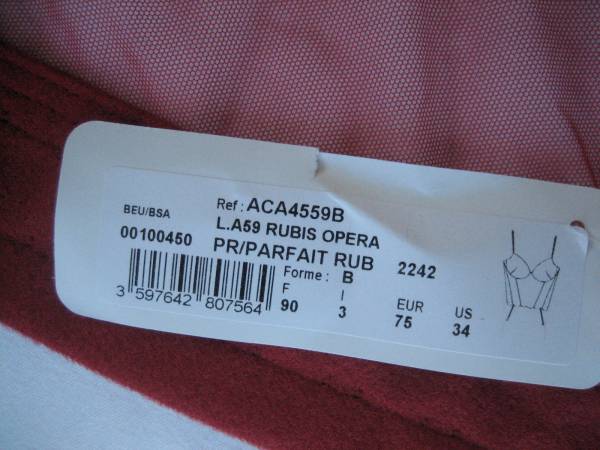 Ref : ACA4559B
BEU/BSA L.A59 RUBIS OPERA
00100450 PR/PARFAIT RUB 2242
Forme : B
F I EUR US
90 3 75 34
3 597642 807564